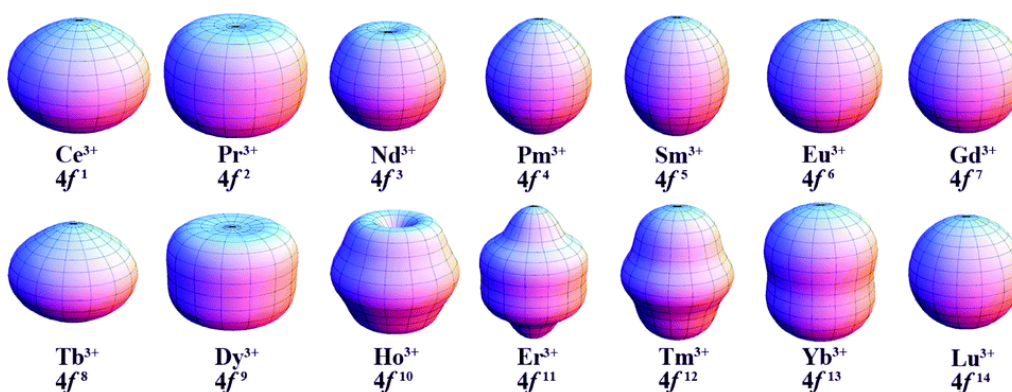 Ce³⁺ Pr³⁺ Nd³⁺ Pm³⁺ Sm³⁺ Eu³⁺ Gd³⁺
4f¹ 4f² 4f³ 4f⁴ 4f⁵ 4f⁶ 4f⁷
Tb³⁺ Dy³⁺ Ho³⁺ Er³⁺ Tm³⁺ Yb³⁺ Lu³⁺
4f⁸ 4f⁹ 4f¹⁰ 4f¹¹ 4f¹² 4f¹³ 4f¹⁴